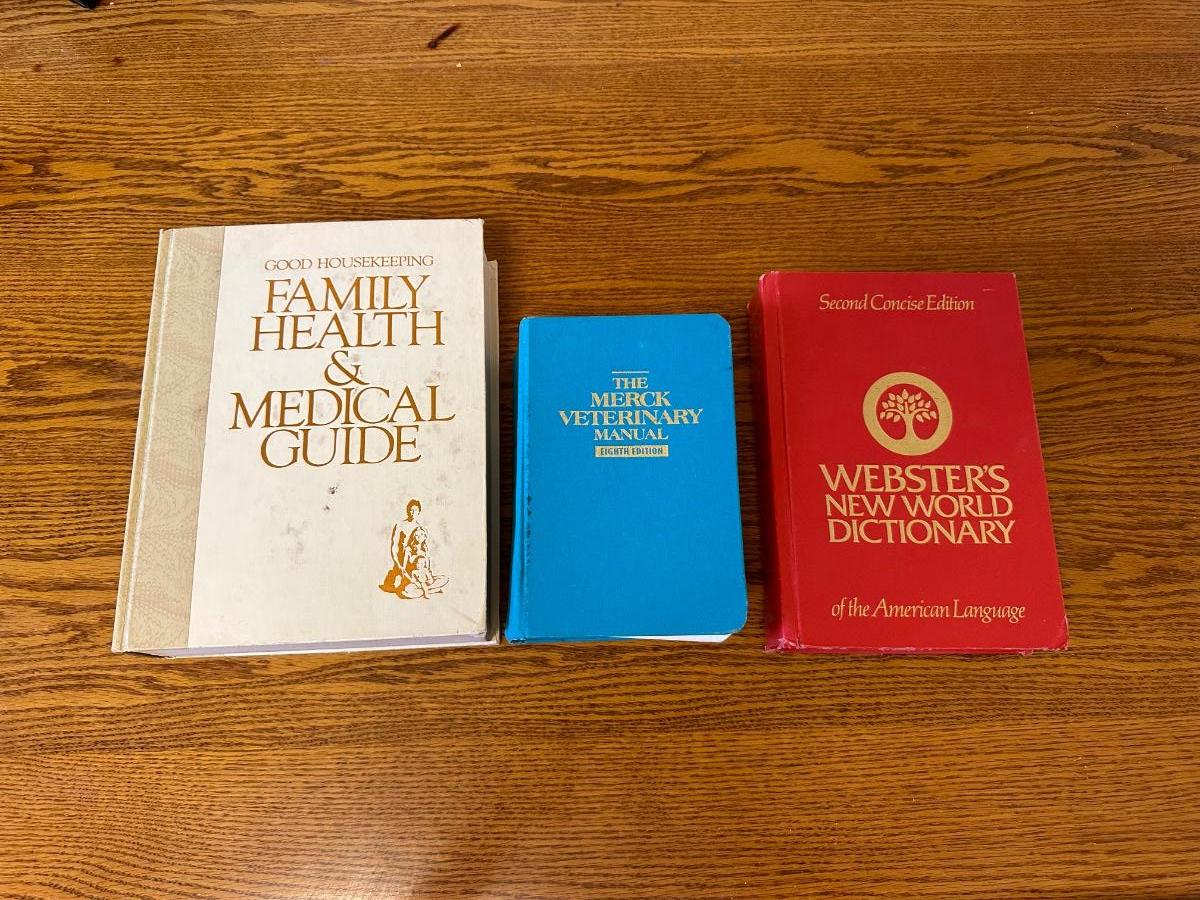 GOOD HOUSEKEEPING
FAMILY
HEALTH
&
MEDICAL
GUIDE
THE
MERCK
VETERINARY
MANUAL
EIGHTH EDITION
Second Concise Edition
WEBSTER'S
NEW WORLD
DICTIONARY
of the American Language